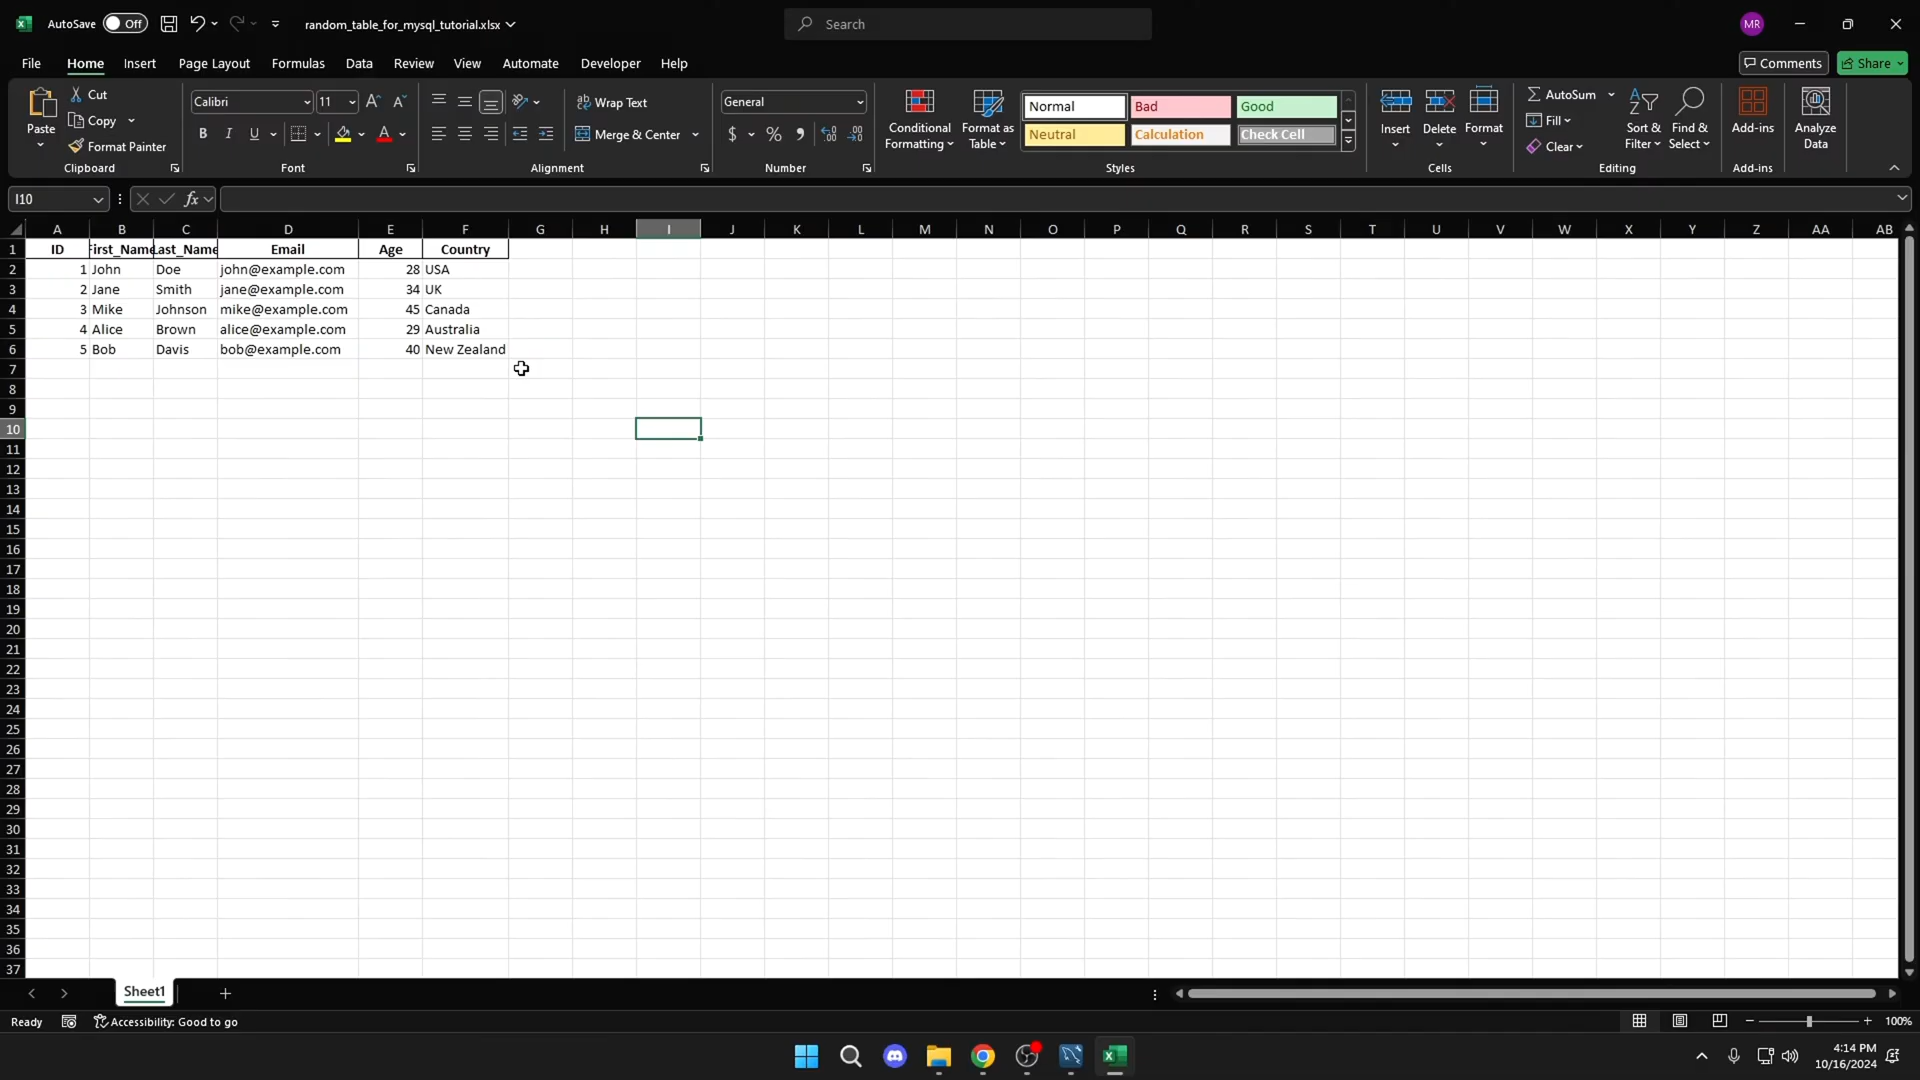 AutoSave Off random_table_for_mysql_tutorial.xlsx Search MR
File Home Insert Page Layout Formulas Data Review View Automate Developer Help Comments Share
Paste Cut Copy Format Painter Clipboard
Calibri 11 B I U A Font
Wrap Text Merge & Center Alignment
General $ % Number
Conditional Formatting Format as Table Normal Bad Good Neutral Calculation Check Cell Styles
Insert Delete Format Cells
AutoSum Fill Clear Sort & Filter Find & Select Editing
Add-ins Add-ins
Analyze Data
I10 fx
A B C D E F G H I J K L M N O P Q R S T U V W X Y Z AA AB
1 ID First_Name Last_Name Email Age Country
2 1 John Doe john@example.com 28 USA
3 2 Jane Smith jane@example.com 34 UK
4 3 Mike Johnson mike@example.com 45 Canada
5 4 Alice Brown alice@example.com 29 Australia
6 5 Bob Davis bob@example.com 40 New Zealand
7
8
9
10
11
12
13
14
15
16
17
18
19
20
21
22
23
24
25
26
27
28
29
30
31
32
33
34
35
36
37
Sheet1
Ready Accessibility: Good to go 100%
4:14 PM
10/16/2024